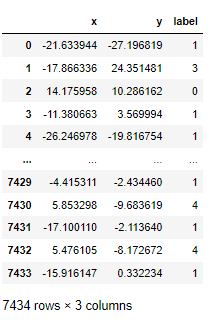 x y label
0 -21.633944 -27.196819 1
1 -17.866336 24.351481 3
2 14.175958 10.286162 0
3 -11.380663 3.569994 1
4 -26.246978 -19.816754 1
... ... ... ...
7429 -4.415311 -2.434460 1
7430 5.853298 -9.683619 4
7431 -17.100110 -2.113640 1
7432 5.476105 -8.172672 4
7433 -15.916147 0.332234 1
7434 rows × 3 columns